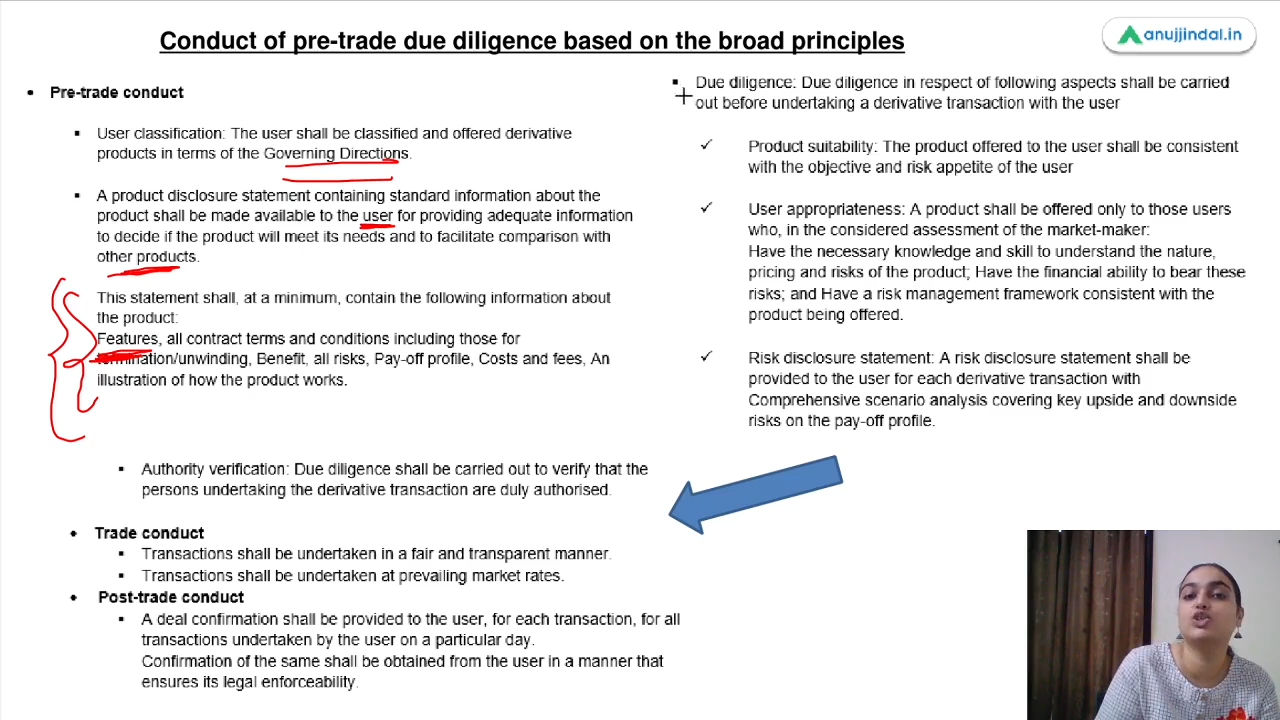 Conduct of pre-trade due diligence based on the broad principles
anujjindal.in
• Pre-trade conduct
▪ User classification: The user shall be classified and offered derivative
products in terms of the Governing Directions.
▪ A product disclosure statement containing standard information about the
product shall be made available to the user for providing adequate information
to decide if the product will meet its needs and to facilitate comparison with
other products.
This statement shall, at a minimum, contain the following information about
the product:
Features, all contract terms and conditions including those for
termination/unwinding, Benefit, all risks, Pay-off profile, Costs and fees, An
illustration of how the product works.
▪ Authority verification: Due diligence shall be carried out to verify that the
persons undertaking the derivative transaction are duly authorised.
• Trade conduct
▪ Transactions shall be undertaken in a fair and transparent manner.
▪ Transactions shall be undertaken at prevailing market rates.
• Post-trade conduct
▪ A deal confirmation shall be provided to the user, for each transaction, for all
transactions undertaken by the user on a particular day.
Confirmation of the same shall be obtained from the user in a manner that
ensures its legal enforceability.
▪ Due diligence: Due diligence in respect of following aspects shall be carried
out before undertaking a derivative transaction with the user
✓ Product suitability: The product offered to the user shall be consistent
with the objective and risk appetite of the user
✓ User appropriateness: A product shall be offered only to those users
who, in the considered assessment of the market-maker:
Have the necessary knowledge and skill to understand the nature,
pricing and risks of the product; Have the financial ability to bear these
risks; and Have a risk management framework consistent with the
product being offered.
✓ Risk disclosure statement: A risk disclosure statement shall be
provided to the user for each derivative transaction with
Comprehensive scenario analysis covering key upside and downside
risks on the pay-off profile.